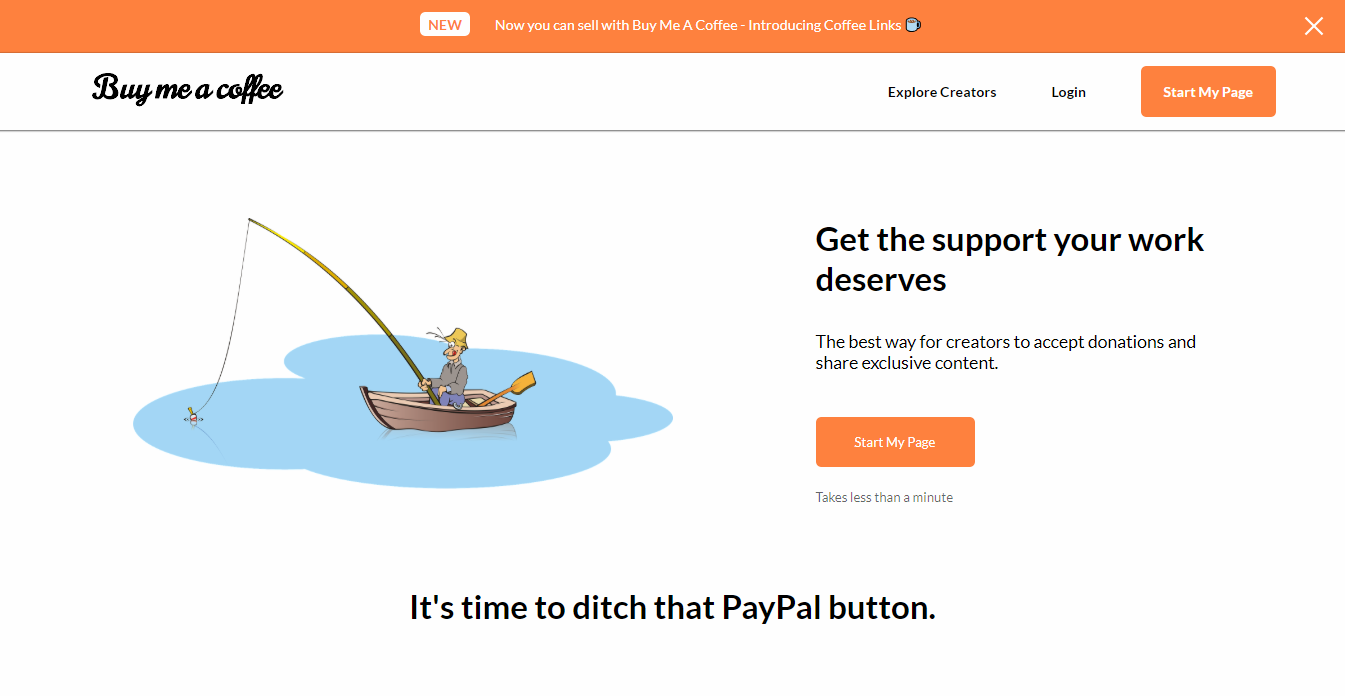 NEW
Now you can sell with Buy Me A Coffee - Introducing Coffee Links ☕
Buy me a coffee
Explore Creators
Login
Start My Page
Get the support your work
deserves
The best way for creators to accept donations and
share exclusive content.
Start My Page
Takes less than a minute
It's time to ditch that PayPal button.